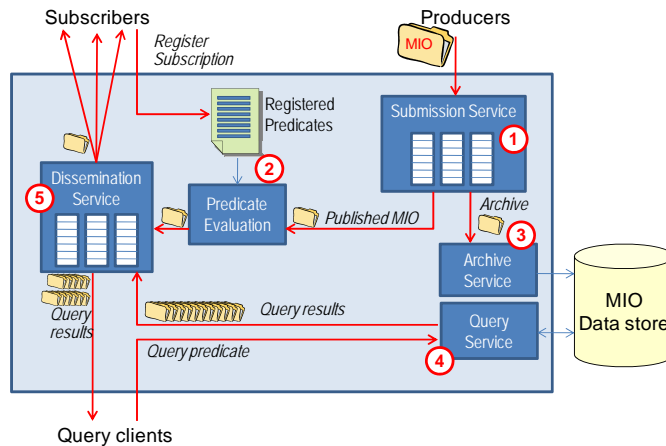 Subscribers
Producers
Register
Subscription
MIO
Registered
Predicates
Submission Service
1
2
Dissemination
Service
5
Predicate
Evaluation
Published MIO
Archive
3
Archive
Service
MIO
Data store
Query
results
Query results
Query
Service
Query predicate
4
Query clients